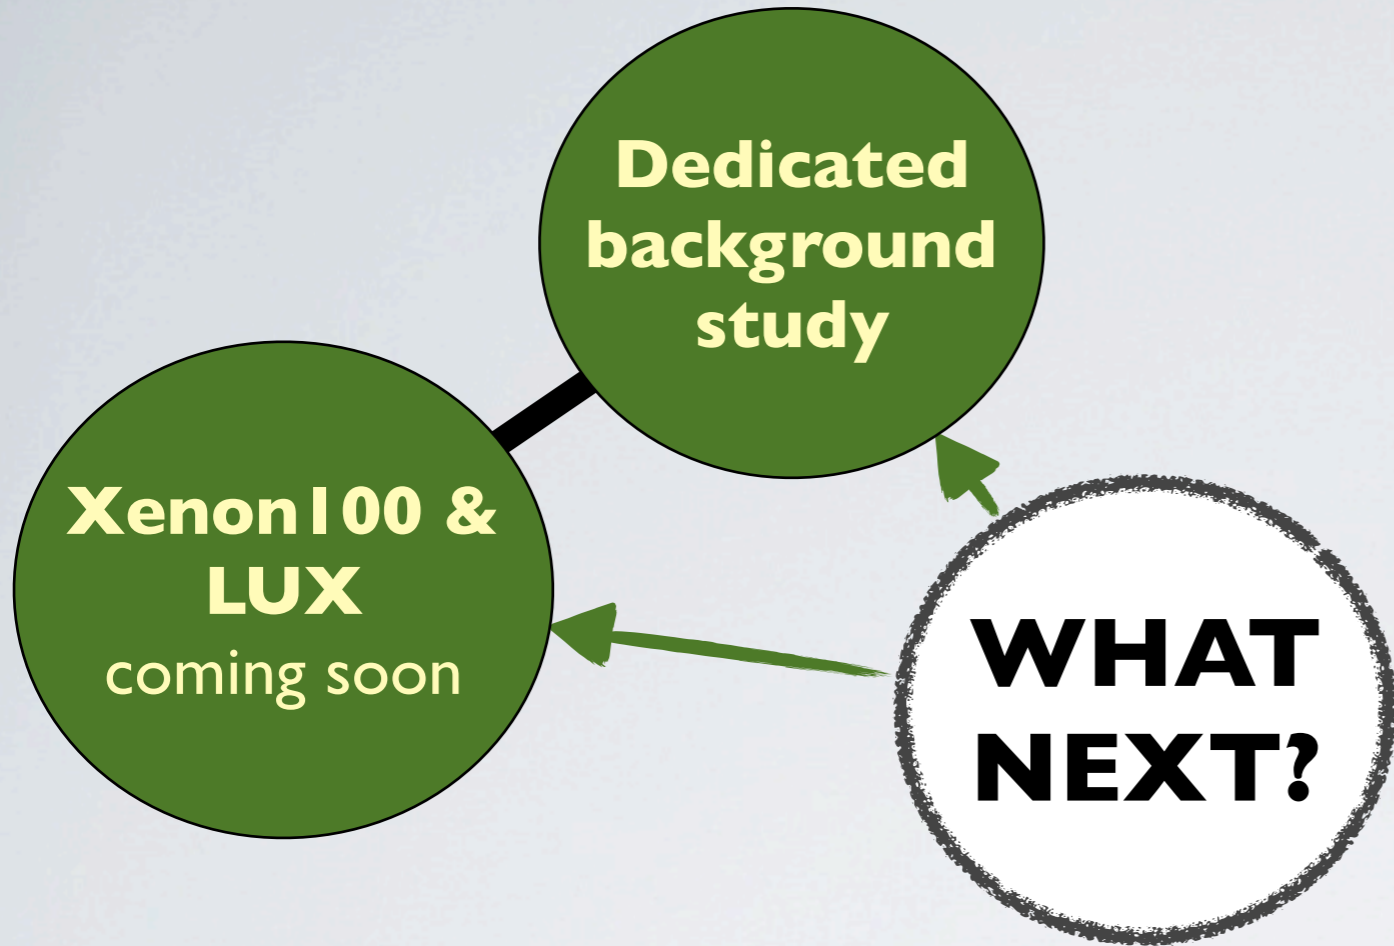 Dedicated
background
study
Xenon100 &
LUX
coming soon
WHAT
NEXT?